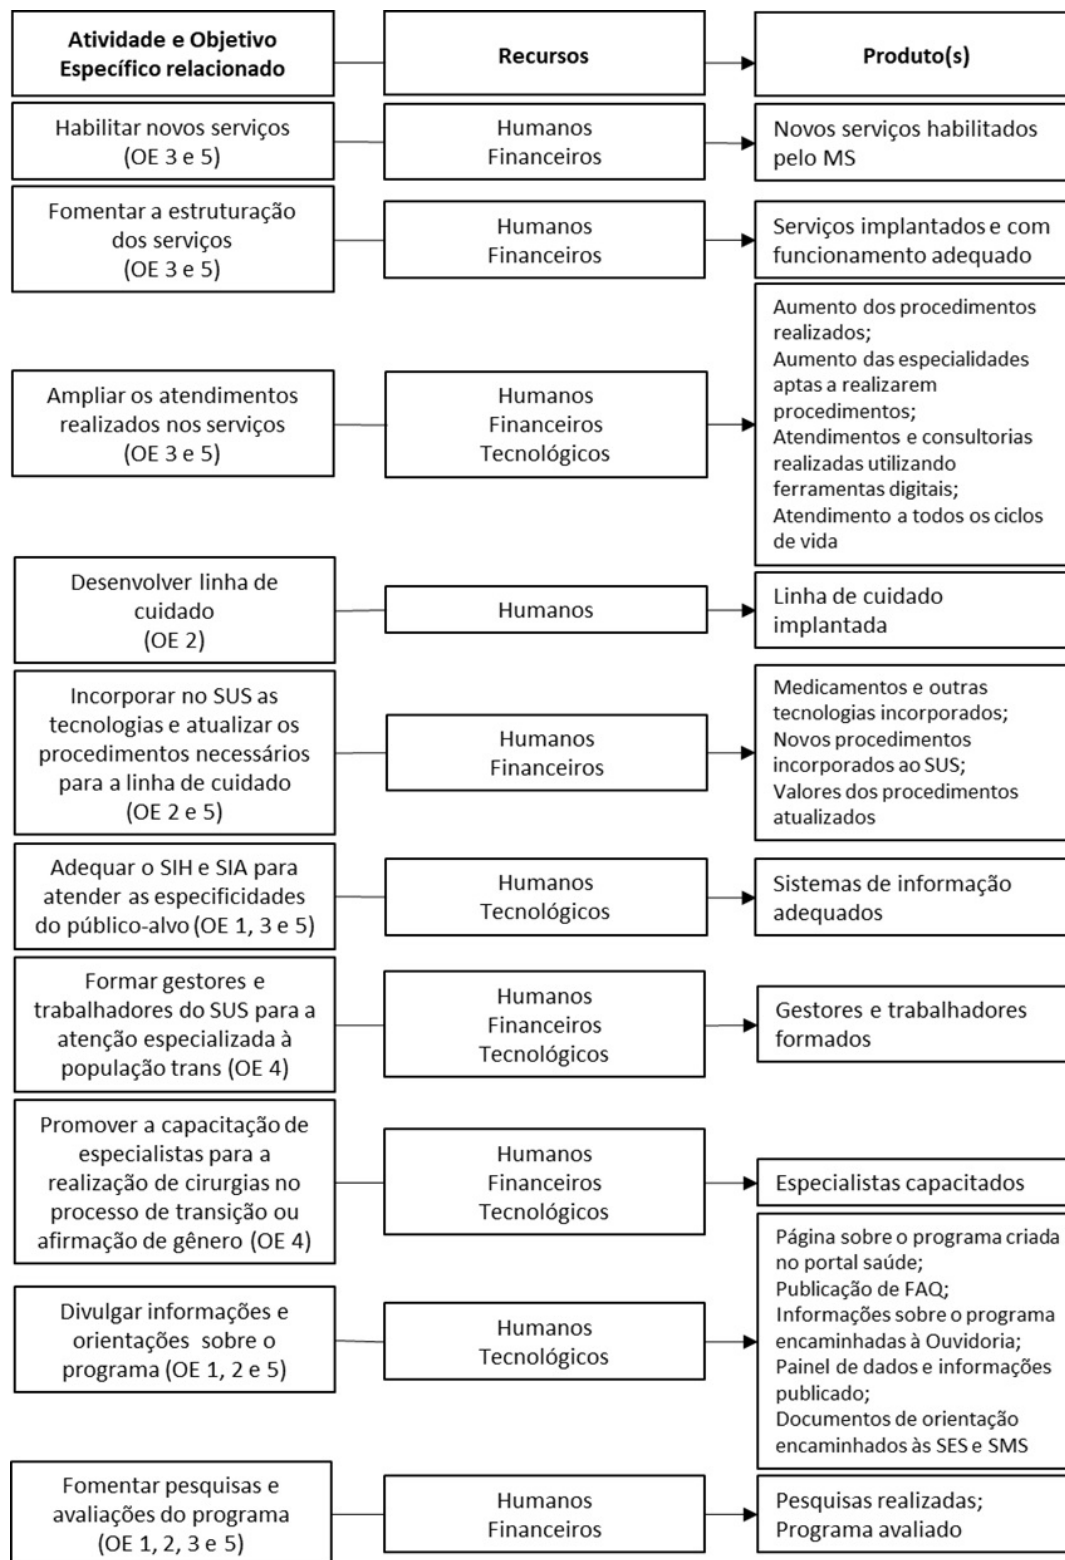 Atividade e Objetivo
Específico relacionado
Recursos
Produto(s)
Habilitar novos serviços
(OE 3 e 5)
Humanos
Financeiros
Novos serviços habilitados
pelo MS
Fomentar a estruturação
dos serviços
(OE 3 e 5)
Humanos
Financeiros
Serviços implantados e com
funcionamento adequado
Ampliar os atendimentos
realizados nos serviços
(OE 3 e 5)
Humanos
Financeiros
Tecnológicos
Aumento dos procedimentos
realizados;
Aumento das especialidades
aptas a realizarem
procedimentos;
Atendimentos e consultorias
realizadas utilizando
ferramentas digitais;
Atendimento a todos os ciclos
de vida
Desenvolver linha de
cuidado
(OE 2)
Humanos
Linha de cuidado
implantada
Incorporar no SUS as
tecnologias e atualizar os
procedimentos necessários
para a linha de cuidado
(OE 2 e 5)
Humanos
Financeiros
Medicamentos e outras
tecnologias incorporados;
Novos procedimentos
incorporados ao SUS;
Valores dos procedimentos
atualizados
Adequar o SIH e SIA para
atender as especificidades
do público-alvo (OE 1, 3 e 5)
Humanos
Tecnológicos
Sistemas de informação
adequados
Formar gestores e
trabalhadores do SUS para a
atenção especializada à
população trans (OE 4)
Humanos
Financeiros
Tecnológicos
Gestores e trabalhadores
formados
Promover a capacitação de
especialistas para a
realização de cirurgias no
processo de transição ou
afirmação de gênero (OE 4)
Humanos
Financeiros
Tecnológicos
Especialistas capacitados
Divulgar informações e
orientações sobre o
programa (OE 1, 2 e 5)
Humanos
Tecnológicos
Página sobre o programa criada
no portal saúde;
Publicação de FAQ;
Informações sobre o programa
encaminhadas à Ouvidoria;
Painel de dados e informações
publicado;
Documentos de orientação
encaminhados às SES e SMS
Fomentar pesquisas e
avaliações do programa
(OE 1, 2, 3 e 5)
Humanos
Financeiros
Pesquisas realizadas;
Programa avaliado